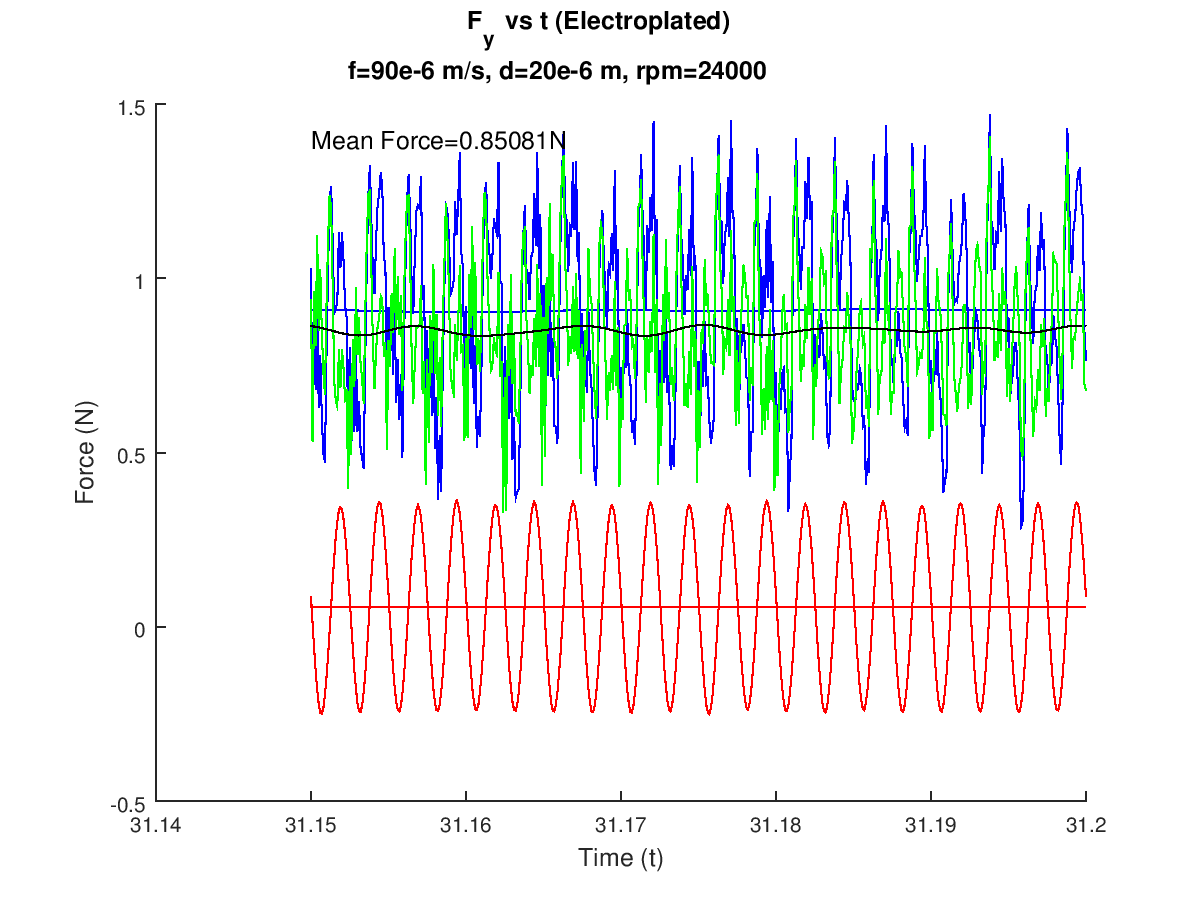 F_y vs t (Electroplated)
f=90e-6 m/s, d=20e-6 m, rpm=24000
1.5
Mean Force=0.85081N
1
0.5
0
-0.5
Force (N)
31.14 31.15 31.16 31.17 31.18 31.19 31.2
Time (t)